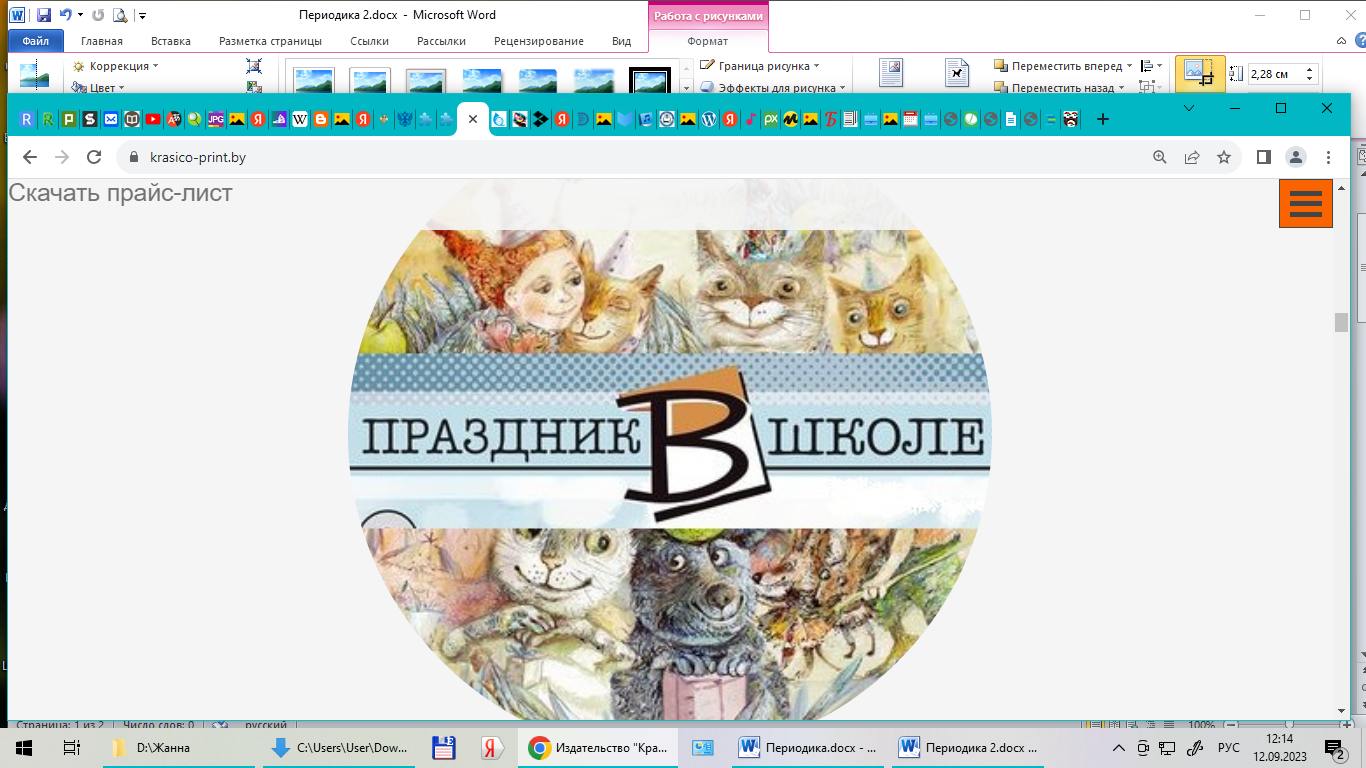 Периодика 2.docx - Microsoft Word
Работа с рисунками
Файл Главная Вставка Разметка страницы Ссылки Рассылки Рецензирование Вид Формат
Коррекция Граница рисунка Переместить вперед 2,28 см
Цвет Эффекты для рисунка Переместить назад
krasico-print.by
Скачать прайс-лист
ПРАЗДНИК В ШКОЛЕ
Страница: 1 из 2 Число слов: 0 русский 100%
D:\Жанна C:\Users\User\Dow... Издательство "Кра... Периодика.docx - ... Периодика 2.docx ... РУС 12:14
12.09.2023